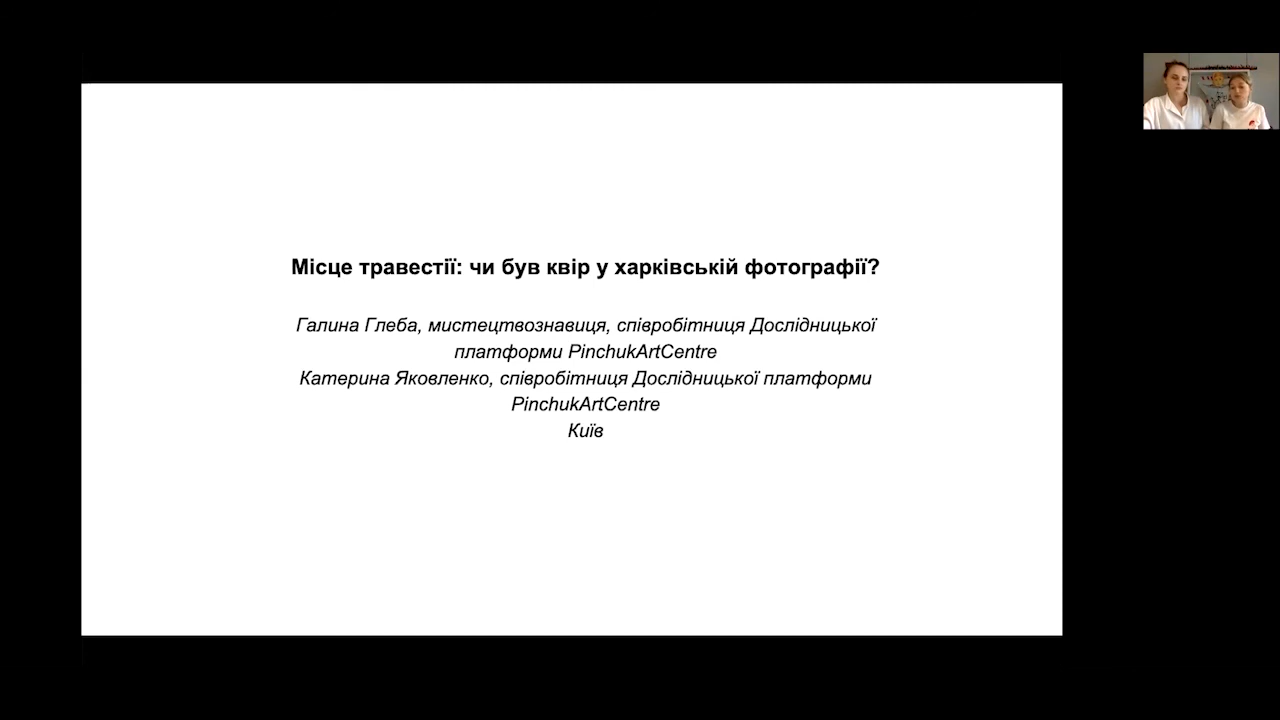 Місце травестії: чи був квір у харківській фотографії?
Галина Глеба, мистецтвознавиця, співробітниця Дослідницької
платформи PinchukArtCentre
Катерина Яковленко, співробітниця Дослідницької платформи
PinchukArtCentre
Київ